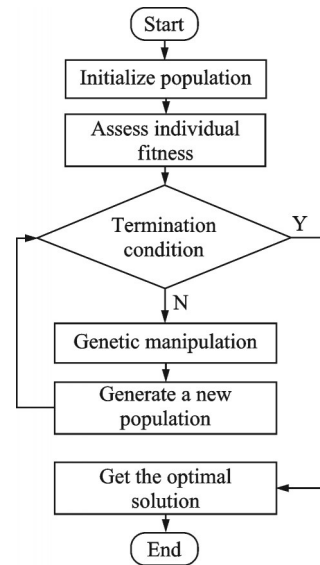 Start
Initialize population
Assess individual
fitness
Termination
condition
Y
N
Genetic manipulation
Generate a new
population
Get the optimal
solution
End